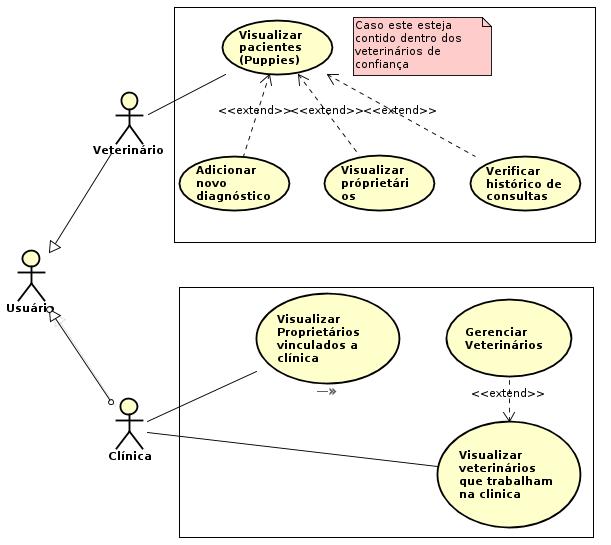 Visualizar
pacientes
(Puppies)
Caso este esteja
contido dentro dos
veterinários de
confiança
<<extend>>
<<extend>>
<<extend>>
Veterinário
Adicionar
novo
diagnóstico
Visualizar
próprietári
os
Verificar
histórico de
consultas
Usuário
Visualizar
Proprietários
vinculados a
clínica
Gerenciar
Veterinários
<<extend>>
Clínica
Visualizar
veterinários
que trabalham
na clinica